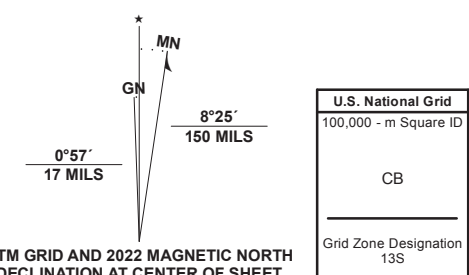 MN
GN
8°25´
150 MILS
0°57´
17 MILS
TM GRID AND 2022 MAGNETIC NORTH
DECLINATION AT CENTER OF SHEET
U.S. National Grid
100,000 - m Square ID
CB
Grid Zone Designation
13S